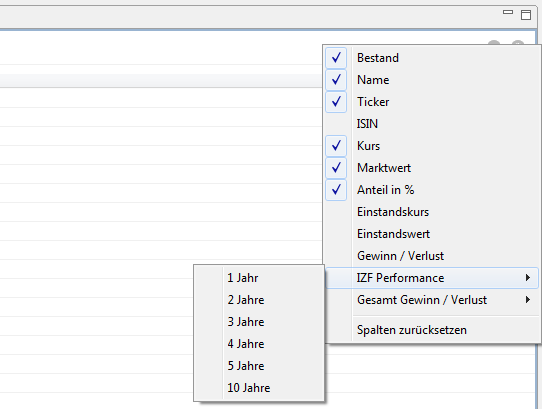 Bestand
Name
Ticker
ISIN
Kurs
Marktwert
Anteil in %
Einstandskurs
Einstandswert
Gewinn / Verlust
IZF Performance
Gesamt Gewinn / Verlust
Spalten zurücksetzen
1 Jahr
2 Jahre
3 Jahre
4 Jahre
5 Jahre
10 Jahre